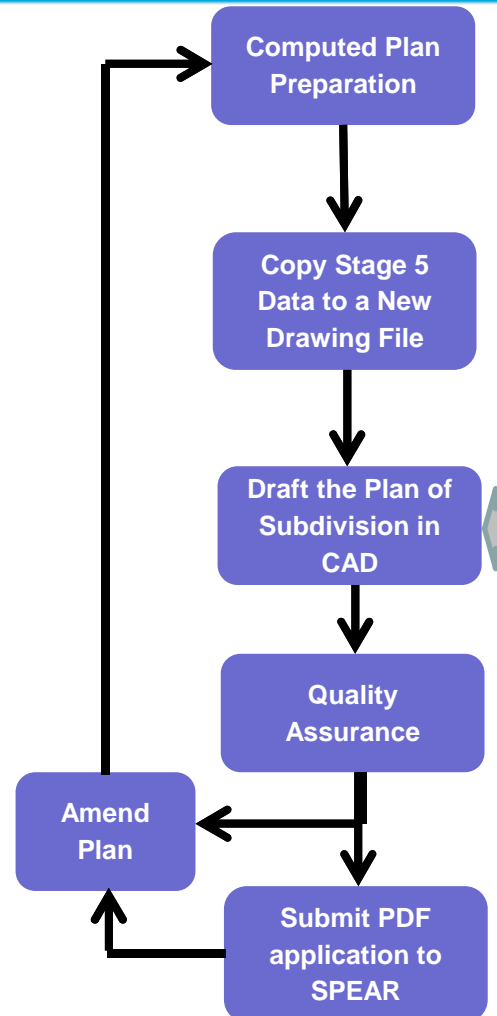 Computed Plan
Preparation
Copy Stage 5
Data to a New
Drawing File
Draft the Plan of
Subdivision in
CAD
Quality
Assurance
Amend
Plan
Submit PDF
application to
SPEAR